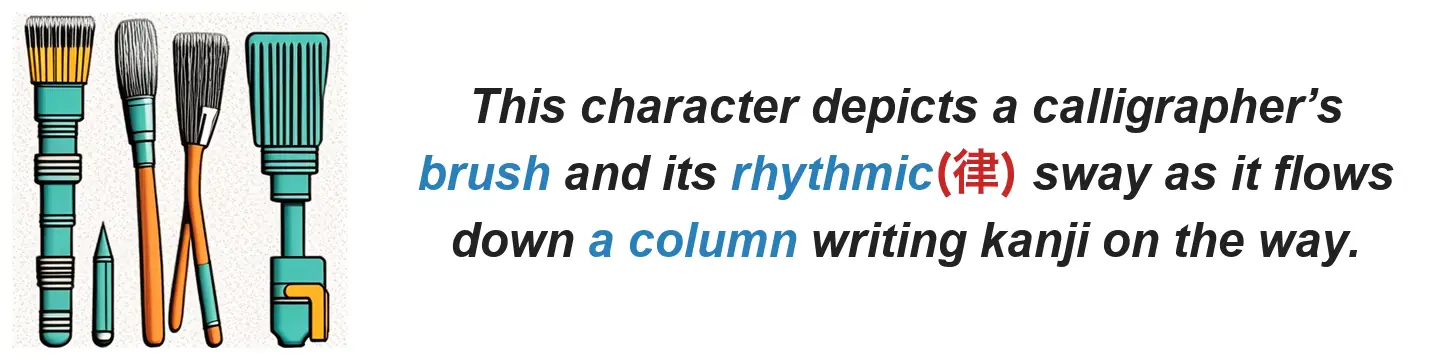 This character depicts a calligrapher’s
brush and its rhythmic(律) sway as it flows
down a column writing kanji on the way.